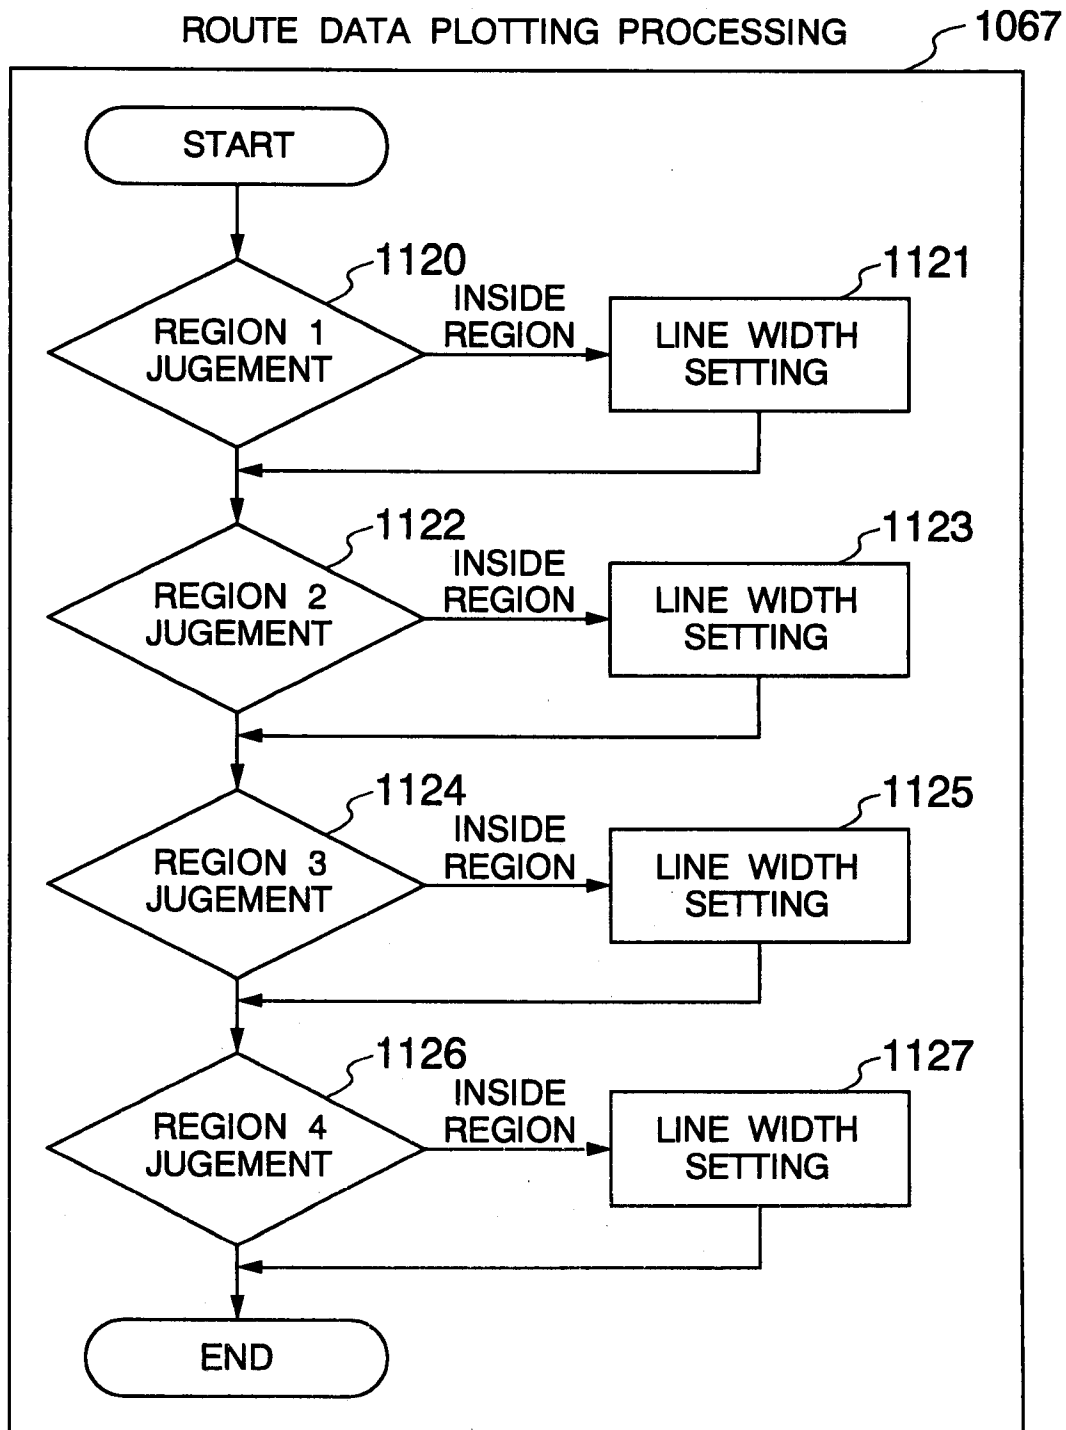 ROUTE DATA PLOTTING PROCESSING
1067
START
1120
REGION 1
JUGEMENT
INSIDE
REGION
1121
LINE WIDTH
SETTING
1122
REGION 2
JUGEMENT
INSIDE
REGION
1123
LINE WIDTH
SETTING
1124
REGION 3
JUGEMENT
INSIDE
REGION
1125
LINE WIDTH
SETTING
1126
REGION 4
JUGEMENT
INSIDE
REGION
1127
LINE WIDTH
SETTING
END